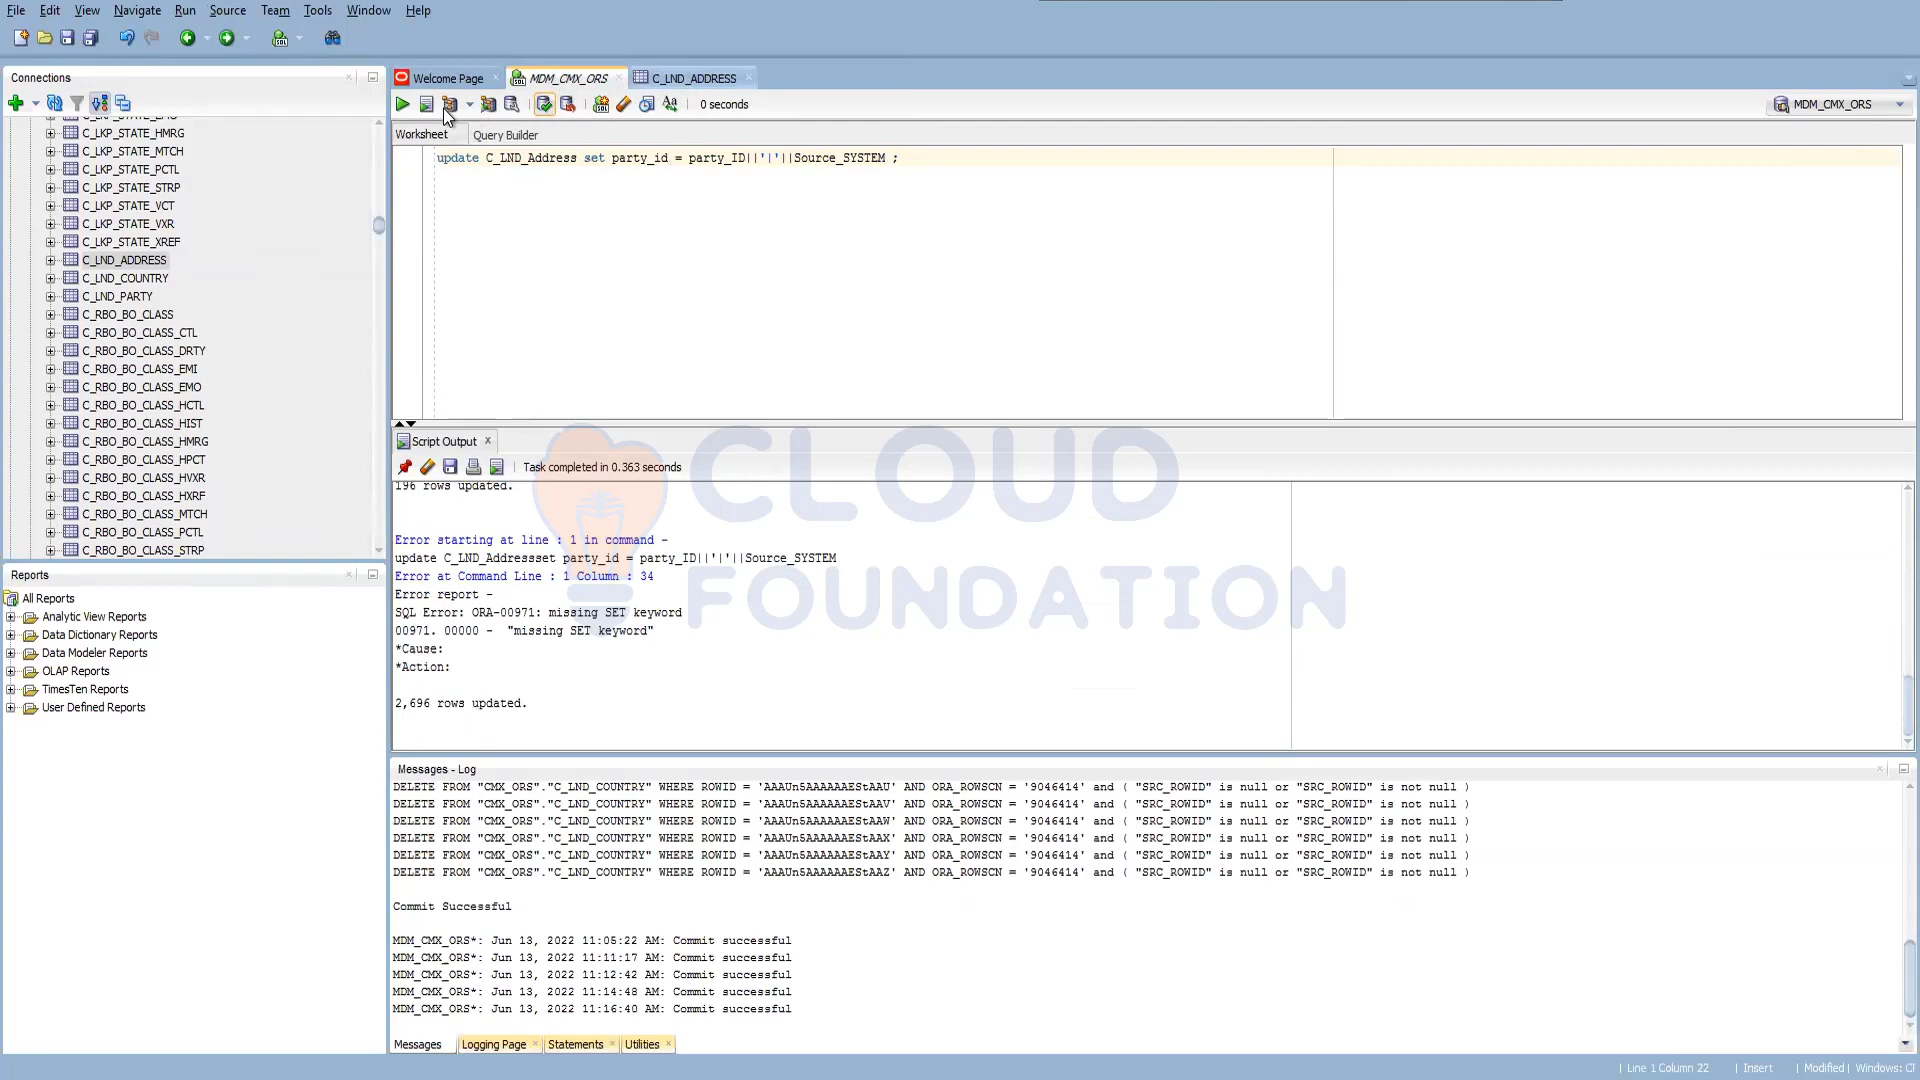 File Edit View Navigate Run Source Team Tools Window Help
Connections
C_LKP_STATE_HMRG
C_LKP_STATE_MTCH
C_LKP_STATE_PCTL
C_LKP_STATE_STRP
C_LKP_STATE_VCT
C_LKP_STATE_VXR
C_LKP_STATE_XREF
C_LND_ADDRESS
C_LND_COUNTRY
C_LND_PARTY
C_RBO_BO_CLASS
C_RBO_BO_CLASS_CTL
C_RBO_BO_CLASS_DRTY
C_RBO_BO_CLASS_EMI
C_RBO_BO_CLASS_EMO
C_RBO_BO_CLASS_HCTL
C_RBO_BO_CLASS_HIST
C_RBO_BO_CLASS_HMRG
C_RBO_BO_CLASS_HPCT
C_RBO_BO_CLASS_HVXR
C_RBO_BO_CLASS_HXRF
C_RBO_BO_CLASS_MTCH
C_RBO_BO_CLASS_PCTL
C_RBO_BO_CLASS_STRP
Reports
All Reports
Analytic View Reports
Data Dictionary Reports
Data Modeler Reports
OLAP Reports
TimesTen Reports
User Defined Reports
Welcome Page MDM_CMX_ORS C_LND_ADDRESS
0 seconds MDM_CMX_ORS
Worksheet Query Builder
update C_LND_Address set party_id = party_ID||'|'||Source_SYSTEM ;
Script Output
Task completed in 0.363 seconds
196 rows updated.
Error starting at line : 1 in command -
update C_LND_Addressset party_id = party_ID||'|'||Source_SYSTEM
Error at Command Line : 1 Column : 34
Error report -
SQL Error: ORA-00971: missing SET keyword
00971. 00000 - "missing SET keyword"
*Cause:
*Action:
2,696 rows updated.
CLOUD
FOUNDATION
Messages - Log
DELETE FROM "CMX_ORS"."C_LND_COUNTRY" WHERE ROWID = 'AAAUn5AAAAAAEStAAU' AND ORA_ROWSCN = '9046414' and ( "SRC_ROWID" is null or "SRC_ROWID" is not null )
DELETE FROM "CMX_ORS"."C_LND_COUNTRY" WHERE ROWID = 'AAAUn5AAAAAAEStAAV' AND ORA_ROWSCN = '9046414' and ( "SRC_ROWID" is null or "SRC_ROWID" is not null )
DELETE FROM "CMX_ORS"."C_LND_COUNTRY" WHERE ROWID = 'AAAUn5AAAAAAEStAAW' AND ORA_ROWSCN = '9046414' and ( "SRC_ROWID" is null or "SRC_ROWID" is not null )
DELETE FROM "CMX_ORS"."C_LND_COUNTRY" WHERE ROWID = 'AAAUn5AAAAAAEStAAX' AND ORA_ROWSCN = '9046414' and ( "SRC_ROWID" is null or "SRC_ROWID" is not null )
DELETE FROM "CMX_ORS"."C_LND_COUNTRY" WHERE ROWID = 'AAAUn5AAAAAAEStAAY' AND ORA_ROWSCN = '9046414' and ( "SRC_ROWID" is null or "SRC_ROWID" is not null )
DELETE FROM "CMX_ORS"."C_LND_COUNTRY" WHERE ROWID = 'AAAUn5AAAAAAEStAAZ' AND ORA_ROWSCN = '9046414' and ( "SRC_ROWID" is null or "SRC_ROWID" is not null )
Commit Successful
MDM_CMX_ORS*: Jun 13, 2022 11:05:22 AM: Commit successful
MDM_CMX_ORS*: Jun 13, 2022 11:11:17 AM: Commit successful
MDM_CMX_ORS*: Jun 13, 2022 11:12:42 AM: Commit successful
MDM_CMX_ORS*: Jun 13, 2022 11:14:48 AM: Commit successful
MDM_CMX_ORS*: Jun 13, 2022 11:16:40 AM: Commit successful
Messages Logging Page Statements Utilities
Line 1 Column 22 Insert Modified Windows: